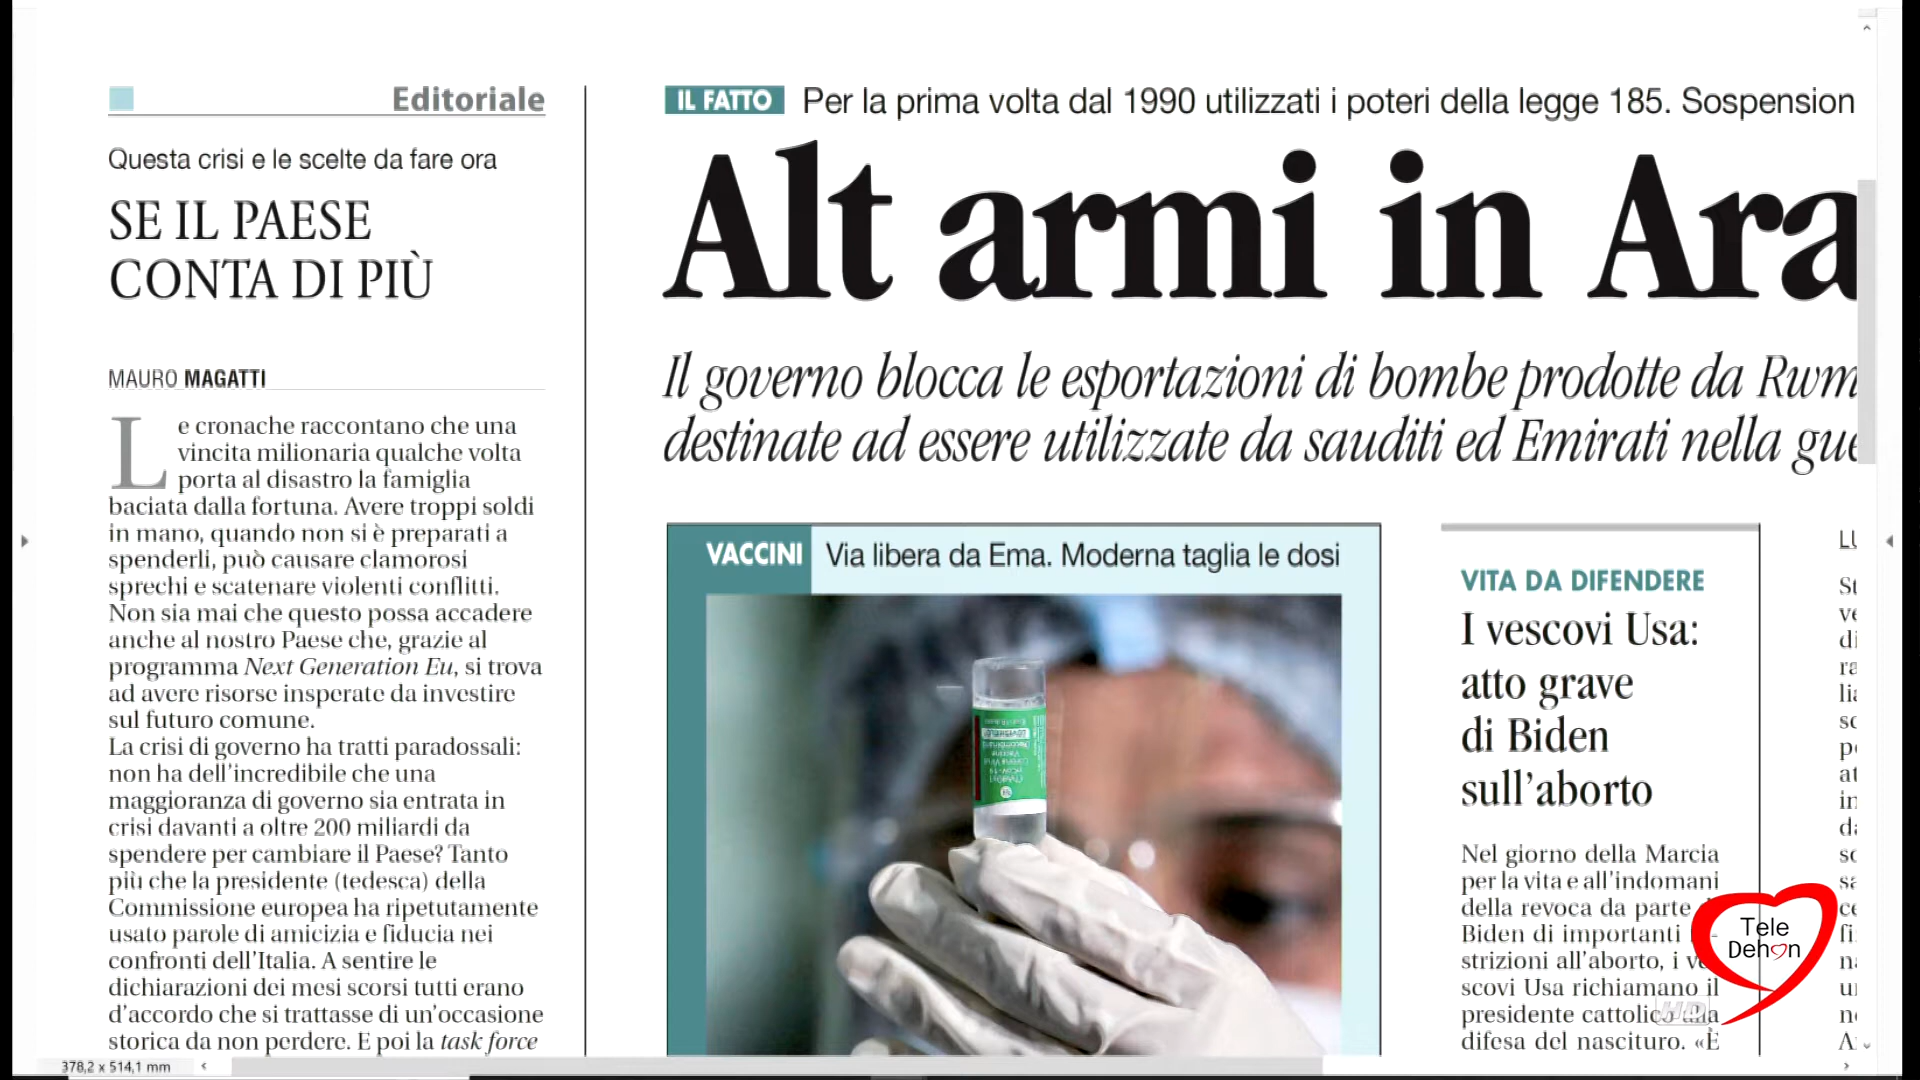 Editoriale
Questa crisi e le scelte da fare ora
SE IL PAESE
CONTA DI PIÙ
MAURO MAGATTI
Le cronache raccontano che una
vincita milionaria qualche volta
porta al disastro la famiglia
baciata dalla fortuna. Avere troppi soldi
in mano, quando non si è preparati a
spenderli, può causare clamorosi
sprechi e scatenare violenti conflitti.
Non sia mai che questo possa accadere
anche al nostro Paese che, grazie al
programma Next Generation Eu, si trova
ad avere risorse insperate da investire
sul futuro comune.
La crisi di governo ha tratti paradossali:
non ha dell'incredibile che una
maggioranza di governo sia entrata in
crisi davanti a oltre 200 miliardi da
spendere per cambiare il Paese? Tanto
più che la presidente (tedesca) della
Commissione europea ha ripetutamente
usato parole di amicizia e fiducia nei
confronti dell'Italia. A sentire le
dichiarazioni dei mesi scorsi tutti erano
d'accordo che si trattasse di un'occasione
storica da non perdere. E poi la task force
IL FATTO Per la prima volta dal 1990 utilizzati i poteri della legge 185. Sospension
Alt armi in Ara
Il governo blocca le esportazioni di bombe prodotte da Rwm
destinate ad essere utilizzate da sauditi ed Emirati nella gue
VACCINI Via libera da Ema. Moderna taglia le dosi
VITA DA DIFENDERE
I vescovi Usa:
atto grave
di Biden
sull'aborto
Nel giorno della Marcia
per la vita e all'indomani
della revoca da parte
Biden di importanti
strizioni all'aborto, i ve
scovi Usa richiamano il
presidente cattolico alla
difesa del nascituro. «È
Tele
Dehon
HD
378,2 x 514,1 mm